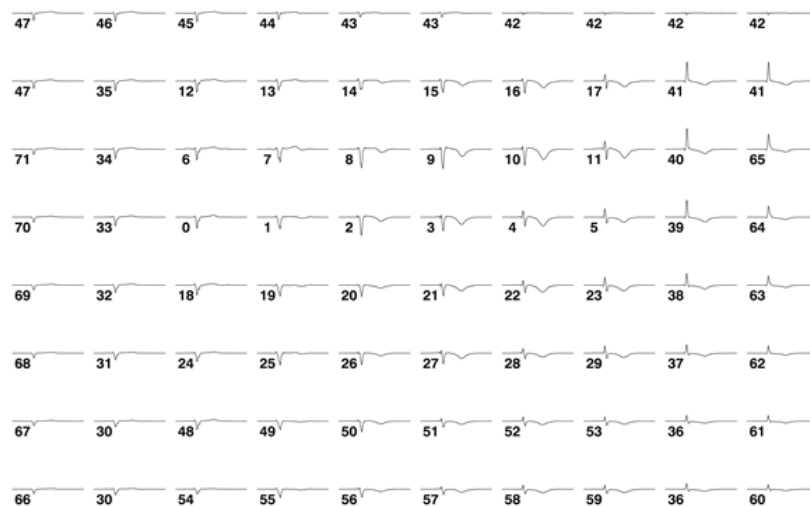 47 46 45 44 43 43 42 42 42 42
47 35 12 13 14 15 16 17 41 41
71 34 6 7 8 9 10 11 40 65
70 33 0 1 2 3 4 5 39 64
69 32 18 19 20 21 22 23 38 63
68 31 24 25 26 27 28 29 37 62
67 30 48 49 50 51 52 53 36 61
66 30 54 55 56 57 58 59 36 60